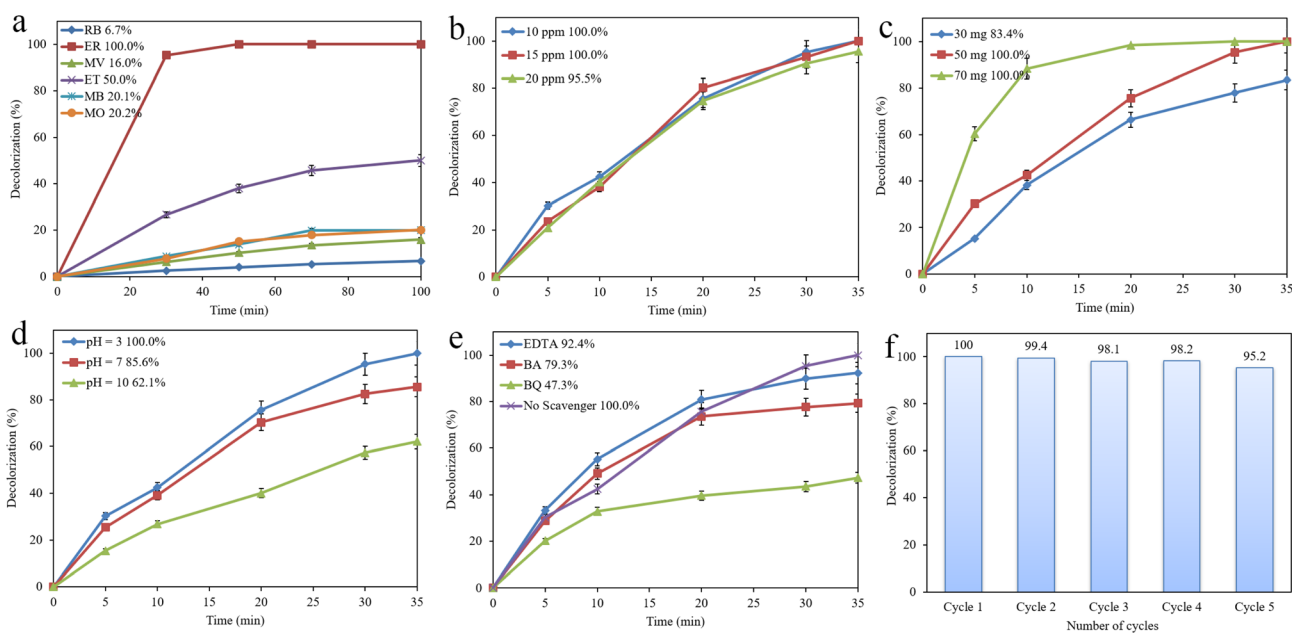 a
RB 6.7%
ER 100.0%
MV 16.0%
ET 50.0%
MB 20.1%
MO 20.2%
100
80
60
40
20
0
Decolorization (%)
0 20 40 60 80 100
Time (min)
b
10 ppm 100.0%
15 ppm 100.0%
20 ppm 95.5%
100
80
60
40
20
0
Decolorization (%)
0 5 10 15 20 25 30 35
Time (min)
c
30 mg 83.4%
50 mg 100.0%
70 mg 100.0%
100
80
60
40
20
0
Decolorization (%)
0 5 10 15 20 25 30 35
Time (min)
d
pH = 3 100.0%
pH = 7 85.6%
pH = 10 62.1%
100
80
60
40
20
0
Decolorization (%)
0 5 10 15 20 25 30 35
Time (min)
e
EDTA 92.4%
BA 79.3%
BQ 47.3%
No Scavenger 100.0%
100
80
60
40
20
0
Decolorization (%)
0 5 10 15 20 25 30 35
Time (min)
f
100 99.4 98.1 98.2 95.2
100
80
60
40
20
0
Decolorization (%)
Cycle 1 Cycle 2 Cycle 3 Cycle 4 Cycle 5
Number of cycles